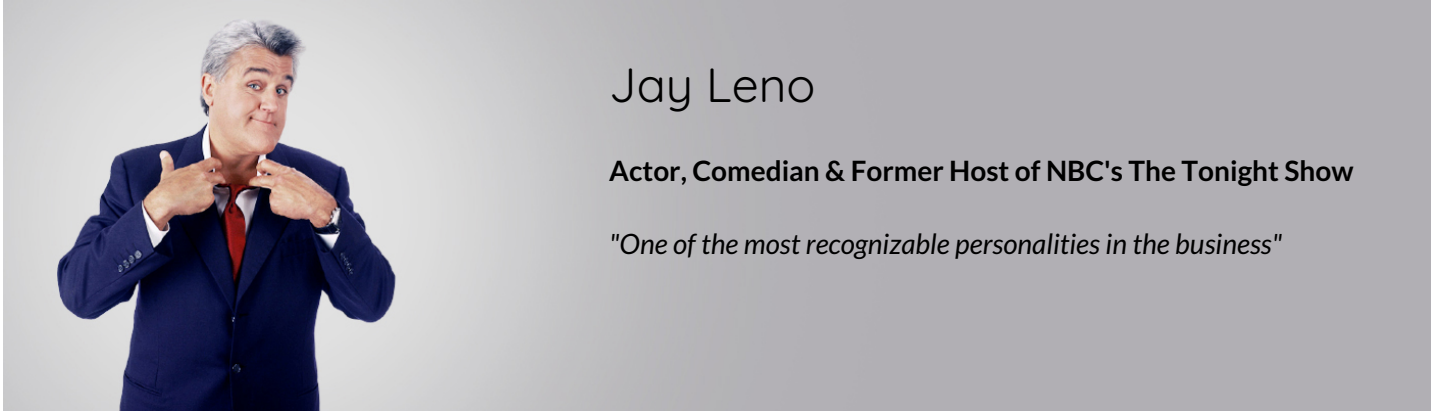 Jay Leno
Actor, Comedian & Former Host of NBC's The Tonight Show
"One of the most recognizable personalities in the business"